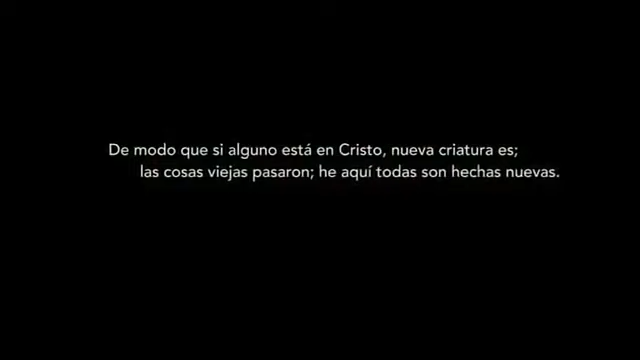 De modo que si alguno está en Cristo, nueva criatura es;
las cosas viejas pasaron; he aquí todas son hechas nuevas.